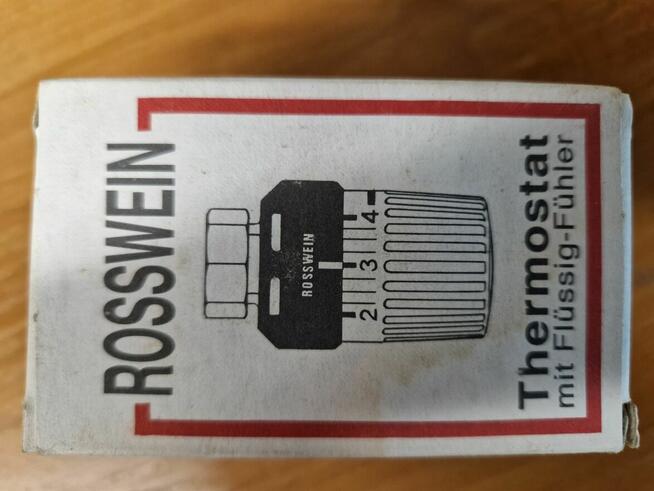 ROSSWEIN
ROSSWEIN
2 3 4
Thermostat
mit Flüssig-Fühler